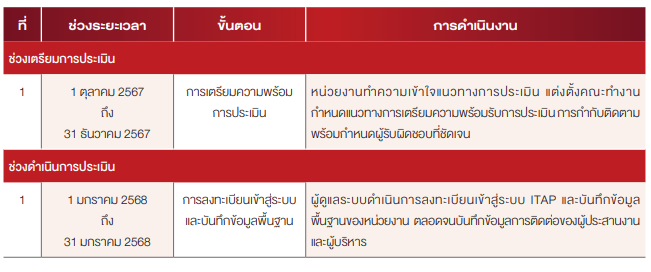 ที่ ช่วงระยะเวลา ขั้นตอน การดำเนินงาน
ช่วงเตรียมการประเมิน
1 1 ตุลาคม 2567 การเตรียมความพร้อม หน่วยงานทำความเข้าใจแนวทางการประเมิน แต่งตั้งคณะทำงาน
ถึง การประเมิน กำหนดแนวทางการเตรียมความพร้อมรับการประเมิน การกำกับติดตาม
31 ธันวาคม 2567 พร้อมกำหนดผู้รับผิดชอบที่ชัดเจน
ช่วงดำเนินการประเมิน
1 1 มกราคม 2568 การลงทะเบียนเข้าสู่ระบบ ผู้ดูแลระบบดำเนินการลงทะเบียนเข้าสู่ระบบ ITAP และบันทึกข้อมูล
ถึง และบันทึกข้อมูลพื้นฐาน พื้นฐานของหน่วยงาน ตลอดจนบันทึกข้อมูลการติดต่อของผู้ประสานงาน
31 มกราคม 2568 และผู้บริหาร